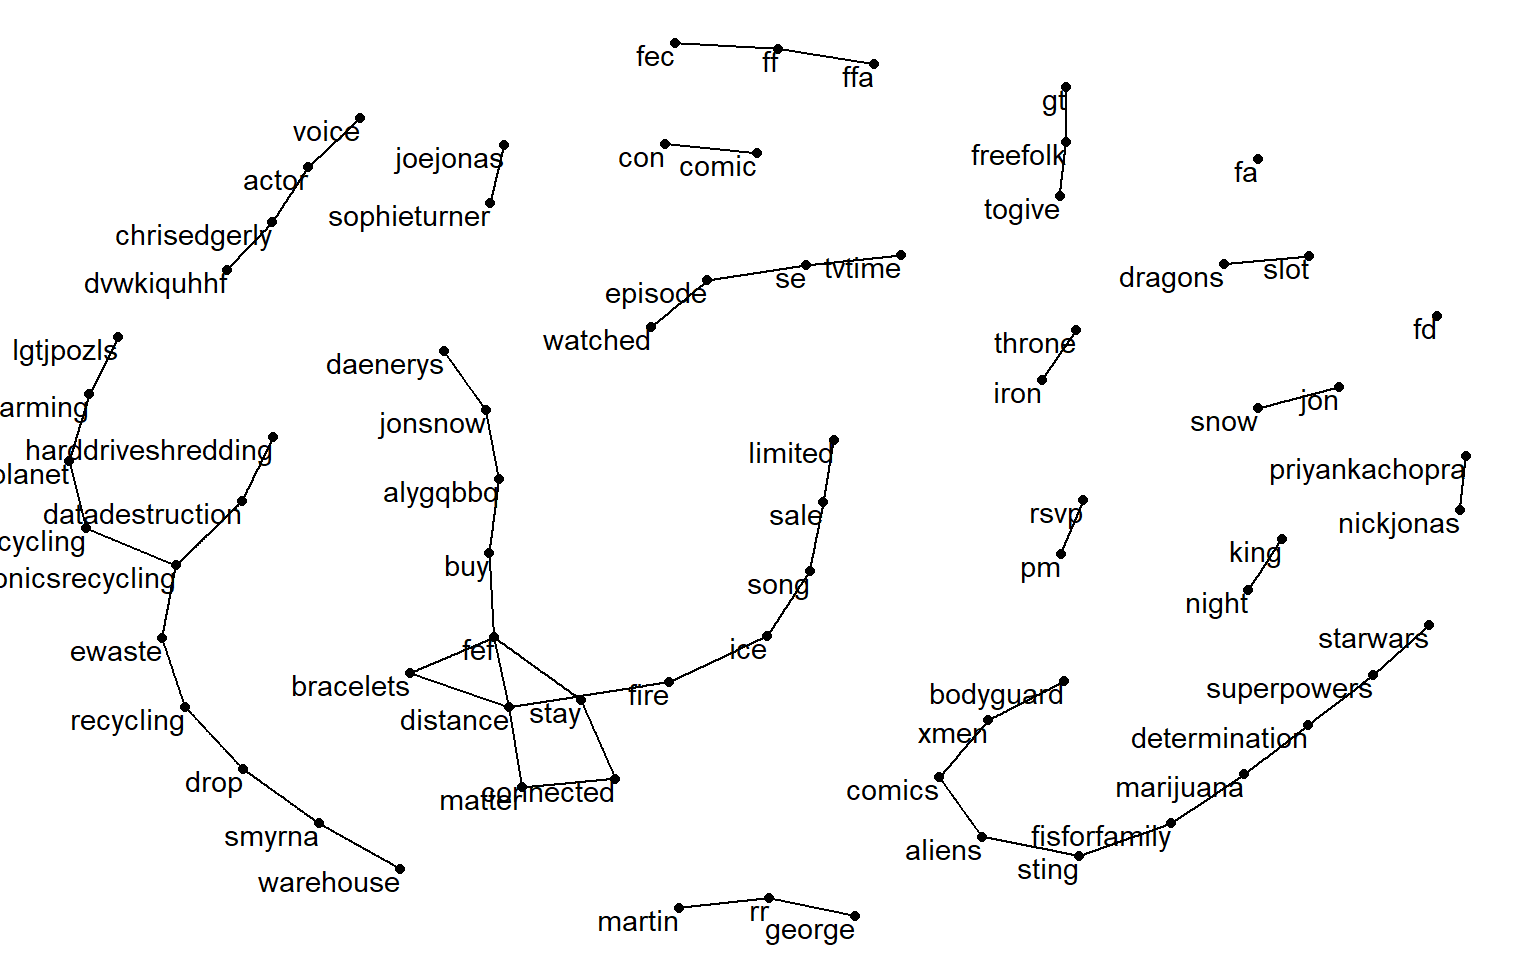 fec
ff
ffa
gt
voice
joejonas
con
comic
freefolk
fa
actor
sophieturner
togive
chrisedgerly
dvwkiquhhf
episode
se
tvtime
dragons
slot
watched
throne
fd
lgtjpozls
daenerys
iron
jon
arming
jonsnow
snow
harddriveshredding
limited
priyankachopra
planet
alygqbbo
datadestruction
sale
rsvp
nickjonas
cycling
buy
song
pm
king
onicsrecycling
night
ewaste
fef
ice
starwars
bracelets
fire
bodyguard
superpowers
recycling
distance
stay
xmen
determination
drop
matter
connected
comics
marijuana
smyrna
aliens
fisforfamily
sting
warehouse
martin
rr
george